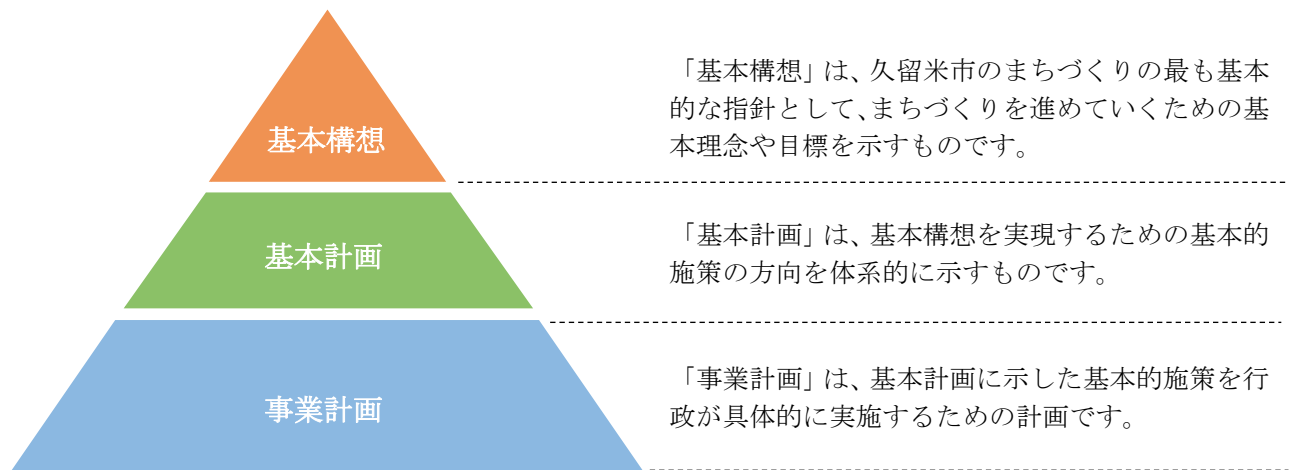 基本構想
「基本構想」は、久留米市のまちづくりの最も基本
的な指針として、まちづくりを進めていくための基
本理念や目標を示すものです。
基本計画
「基本計画」は、基本構想を実現するための基本的
施策の方向を体系的に示すものです。
事業計画
「事業計画」は、基本計画に示した基本的施策を行
政が具体的に実施するための計画です。